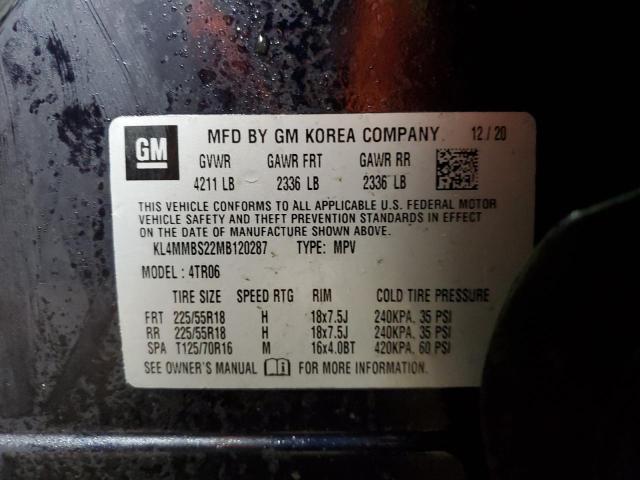 GM MFD BY GM KOREA COMPANY. 12/20
GVWR GAWR FRT GAWR RR
4211 LB 2336 LB 2336 LB
THIS VEHICLE CONFORMS TO ALL APPLICABLE U.S. FEDERAL MOTOR
VEHICLE SAFETY AND THEFT PREVENTION STANDARDS IN EFFECT
ON THE DATE OF MANUFACTURE SHOWN ABOVE.
KL4MMBS22MB120287 TYPE: MPV
MODEL: 4TR06
TIRE SIZE SPEED RTG RIM COLD TIRE PRESSURE
FRT 225/55R18 H 18x7.5J 240KPA, 35 PSI
RR 225/55R18 H 18x7.5J 240KPA, 35 PSI
SPA T125/70R16 M 16x4.0BT 420KPA, 60 PSI
SEE OWNER'S MANUAL FOR MORE INFORMATION.